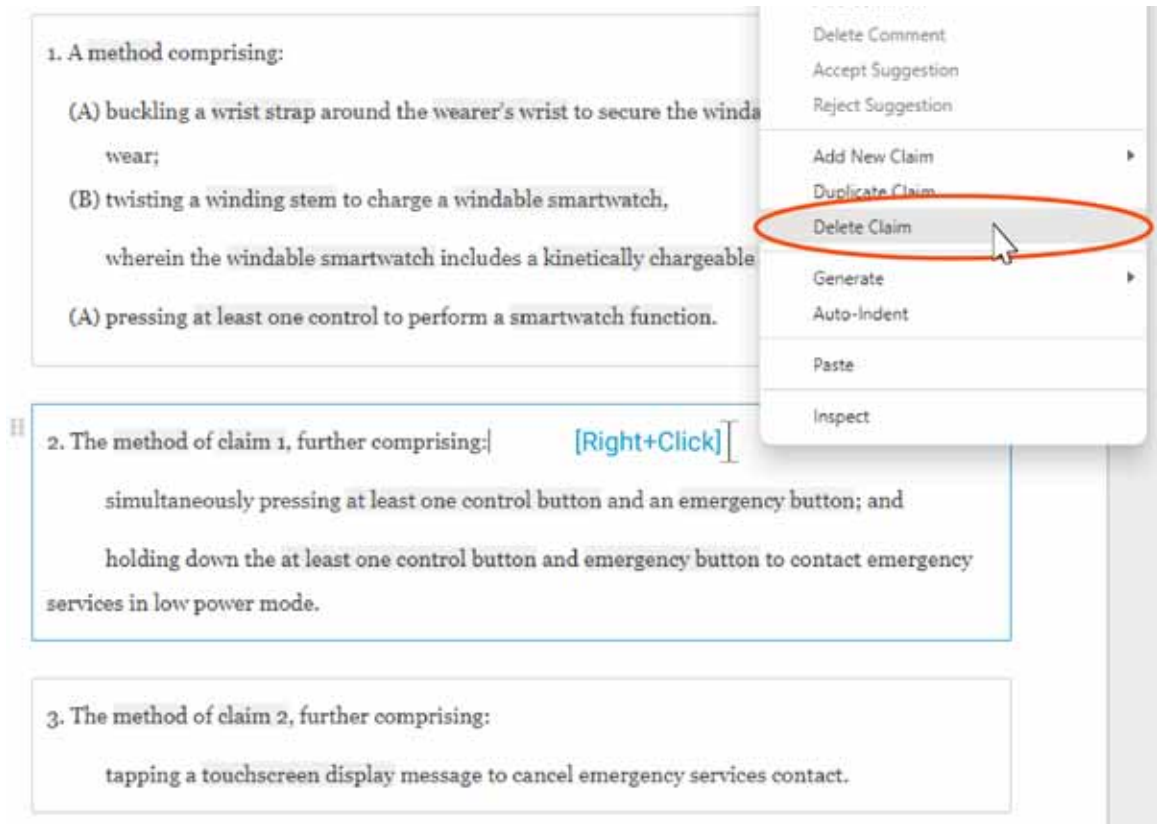 1. A method comprising:
(A) buckling a wrist strap around the wearer's wrist to secure the
wear;
(B) twisting a winding stem to charge a windable smartwatch,
wherein the windable smartwatch includes a kinetically chargeable
(A) pressing at least one control to perform a smartwatch function.
Delete Comment
Accept Suggestion
Reject Suggestion
Add New Claim
Duplicate Claim
Delete Claim
Generate
Auto-Indent
Paste
Inspect
2. The method of claim 1, further comprising:
[Right+Click]
simultaneously pressing at least one control button and an emergency button; and
holding down the at least one control button and emergency button to contact emergency
services in low power mode.
3. The method of claim 2, further comprising:
tapping a touchscreen display message to cancel emergency services contact.